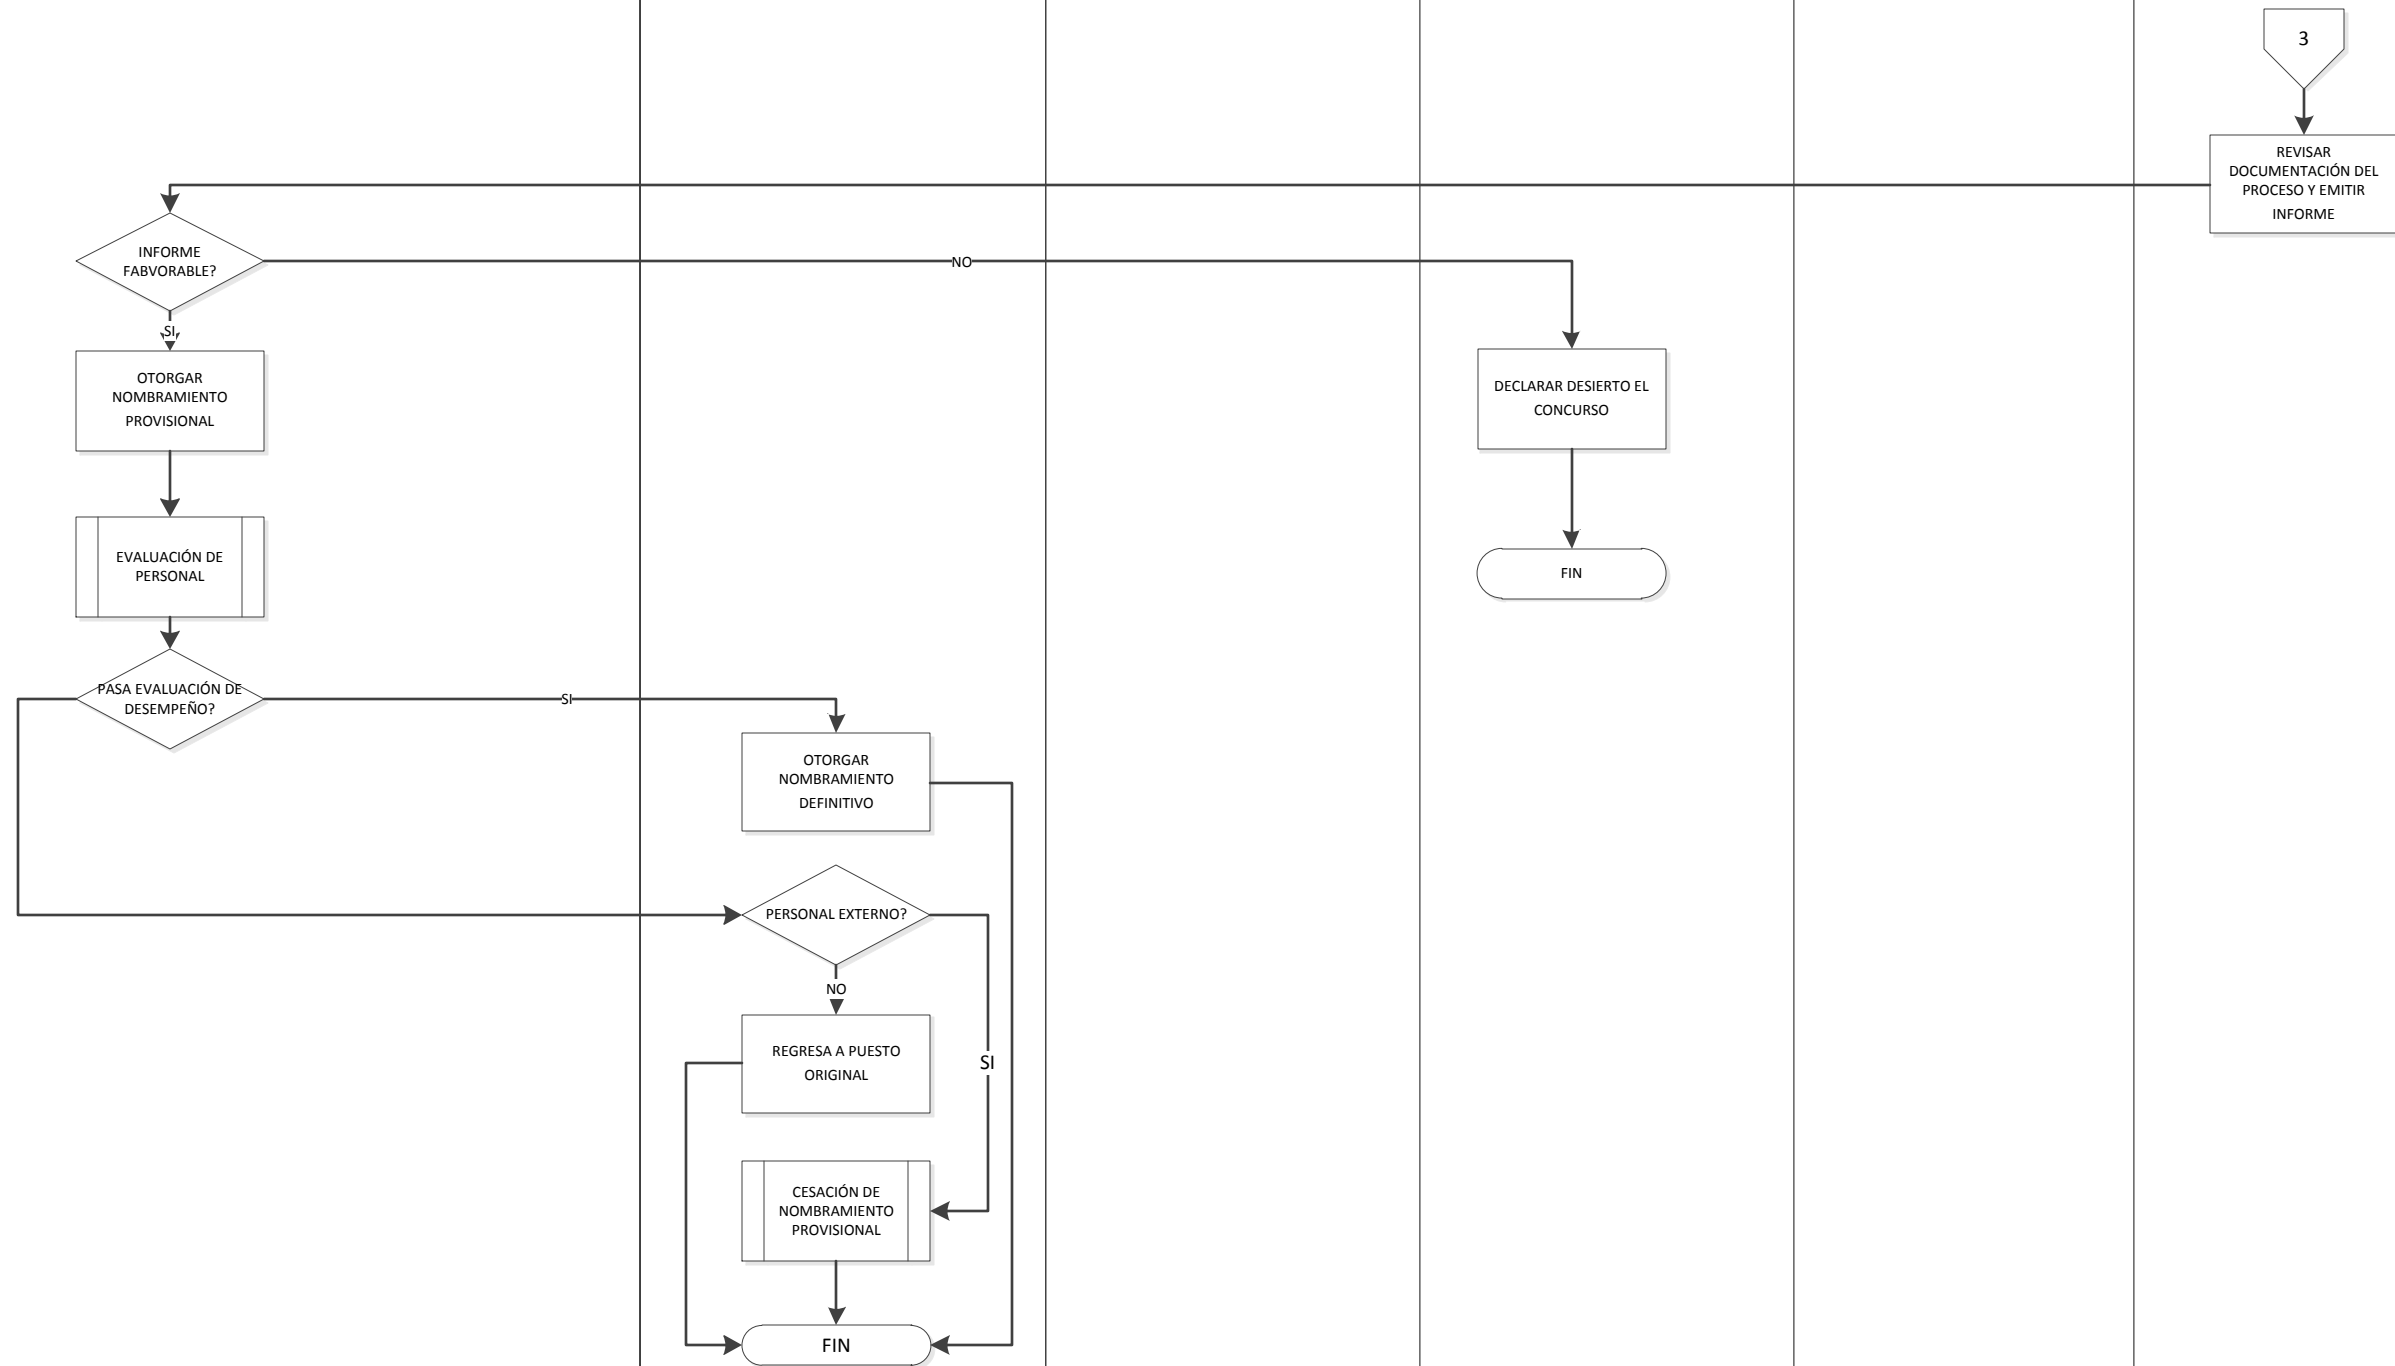 3
REVISAR
DOCUMENTACIÓN DEL
PROCESO Y EMITIR
INFORME
INFORME
FABVORABLE?
NO
SI
OTORGAR
NOMBRAMIENTO
PROVISIONAL
DECLARAR DESIERTO EL
CONCURSO
EVALUACIÓN DE
PERSONAL
FIN
PASA EVALUACIÓN DE
DESEMPEÑO?
SI
OTORGAR
NOMBRAMIENTO
DEFINITIVO
PERSONAL EXTERNO?
NO
REGRESA A PUESTO
ORIGINAL
SI
CESACIÓN DE
NOMBRAMIENTO
PROVISIONAL
FIN